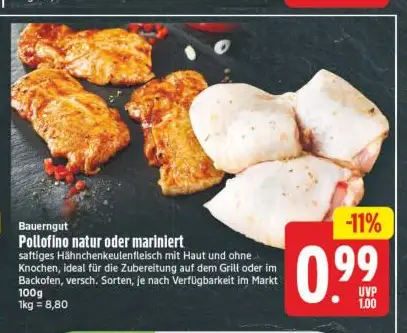 Bauerngut
Pollofino natur oder mariniert
saftiges Hähnchenkeulenfleisch mit Haut und ohne
Knochen, ideal für die Zubereitung auf dem Grill oder im
Backofen, versch. Sorten, je nach Verfügbarkeit im Markt
100g
1kg = 8,80
-11%
0.99
UVP
1.00